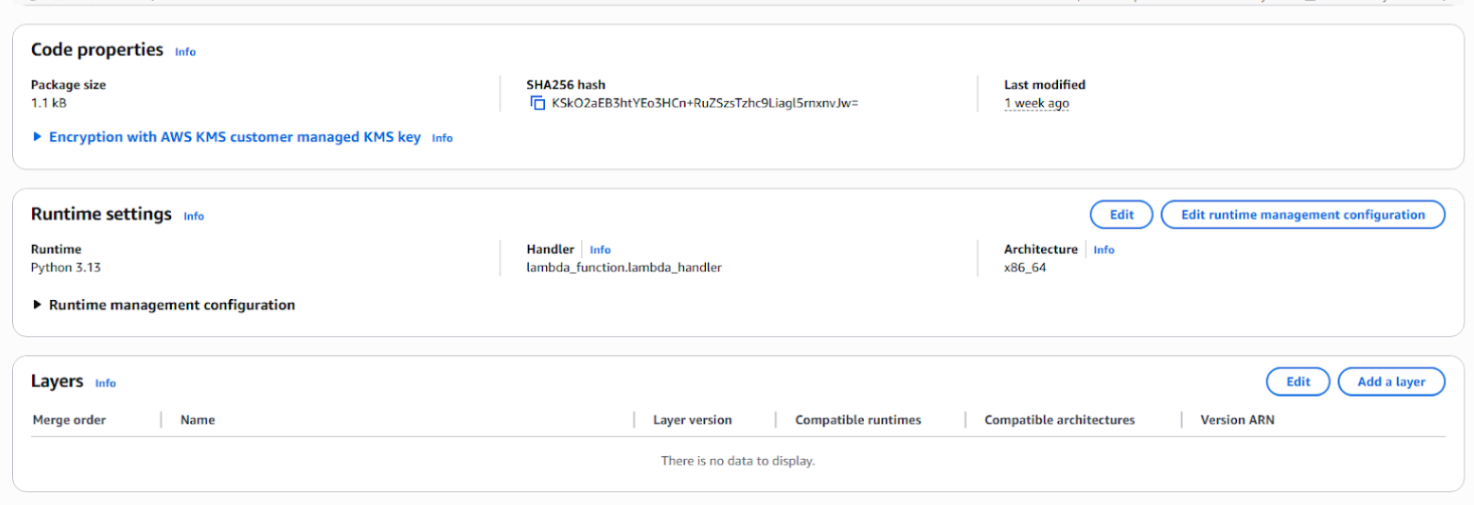 Code properties Info
Package size SHA256 hash Last modified
1.1 kB KSkO2aEB3htYEo3HCn+RuZSzsTzhc9Liagl5rnxnvJw= 1 week ago
Encryption with AWS KMS customer managed KMS key Info
Runtime settings Info Edit Edit runtime management configuration
Runtime Handler Info Architecture Info
Python 3.13 lambda_function.lambda_handler x86_64
Runtime management configuration
Layers Info Edit Add a layer
Merge order Name Layer version Compatible runtimes Compatible architectures Version ARN
There is no data to display.